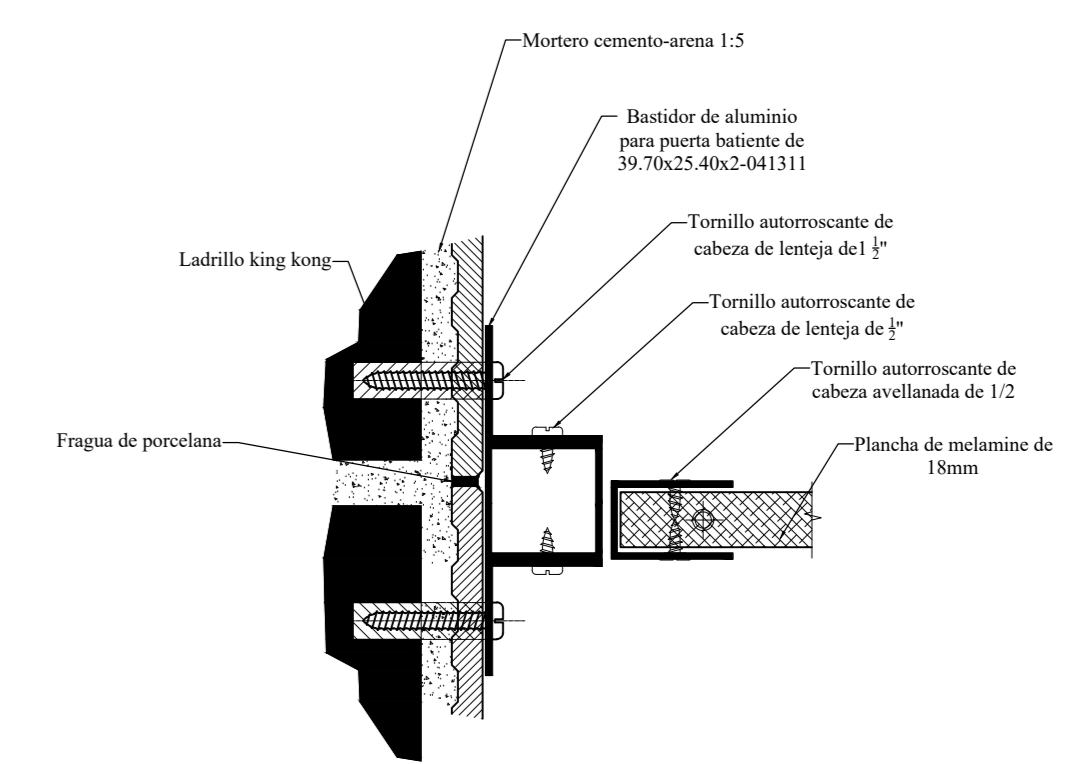 Mortero cemento-arena 1:5
Bastidor de aluminio
para puerta batiente de
39.70x25.40x2-041311
Tornillo autorroscante de
cabeza de lenteja de1 1/2"
Ladrillo king kong
Tornillo autorroscante de
cabeza de lenteja de 1/2"
Tornillo autorroscante de
cabeza avellanada de 1/2
Fragua de porcelana
Plancha de melamine de
18mm